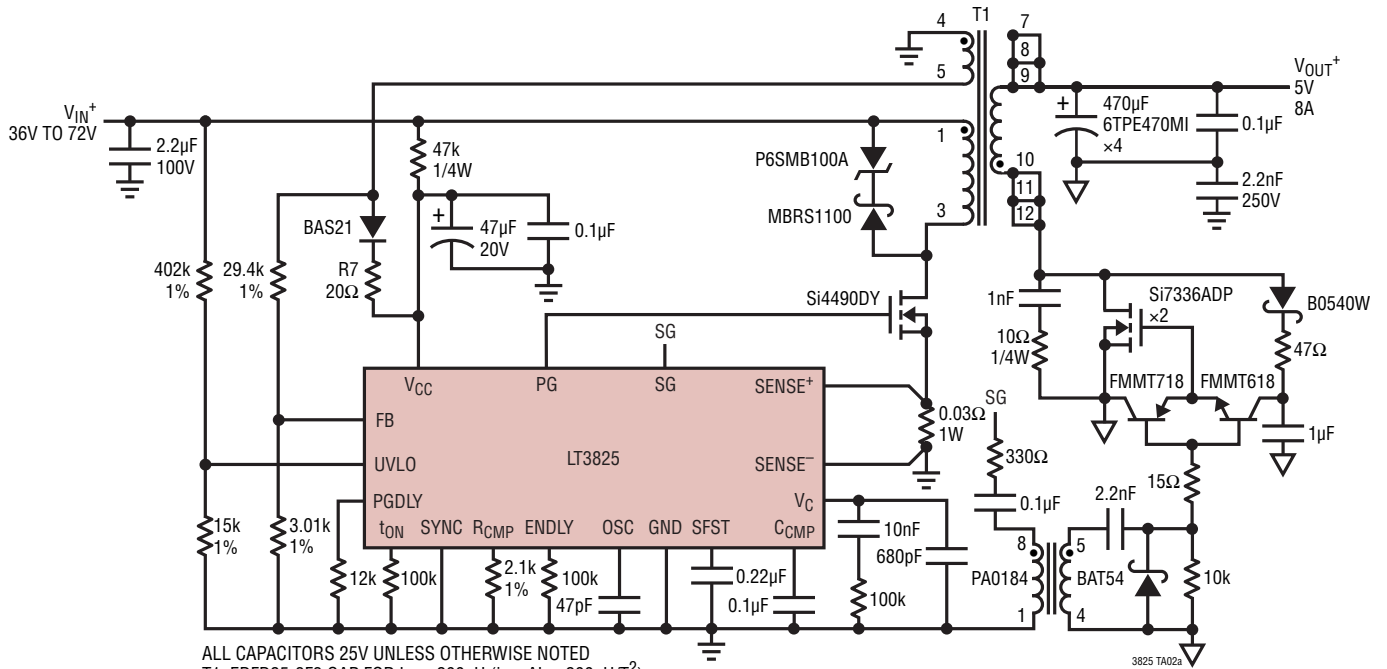 T1
4
5
7
8
9
VIN+
36V TO 72V
2.2µF
100V
47k
1/4W
P6SMB100A
MBRS1100
1
3
10
11
12
+
470µF
6TPE470MI
×4
0.1µF
VOUT+
5V
8A
2.2nF
250V
BAS21
R7
20Ω
+
47µF
20V
0.1µF
402k
1%
29.4k
1%
Si4490DY
SG
1nF
10Ω
1/4W
Si7336ADP
×2
B0540W
47Ω
FMMT718
FMMT618
1µF
VCC
PG
SG
SENSE+
FB
UVLO
LT3825
SENSE–
PGDLY
VC
tON
SYNC
RCMP
ENDLY
OSC
GND
SFST
CCMP
0.03Ω
1W
SG
330Ω
0.1µF
15Ω
2.2nF
15k
1%
3.01k
1%
12k
100k
2.1k
1%
100k
47pF
0.22µF
0.1µF
10nF
680pF
100k
8
PA0184
1
5
BAT54
4
10k
ALL CAPACITORS 25V UNLESS OTHERWISE NOTED
3825 TA02a